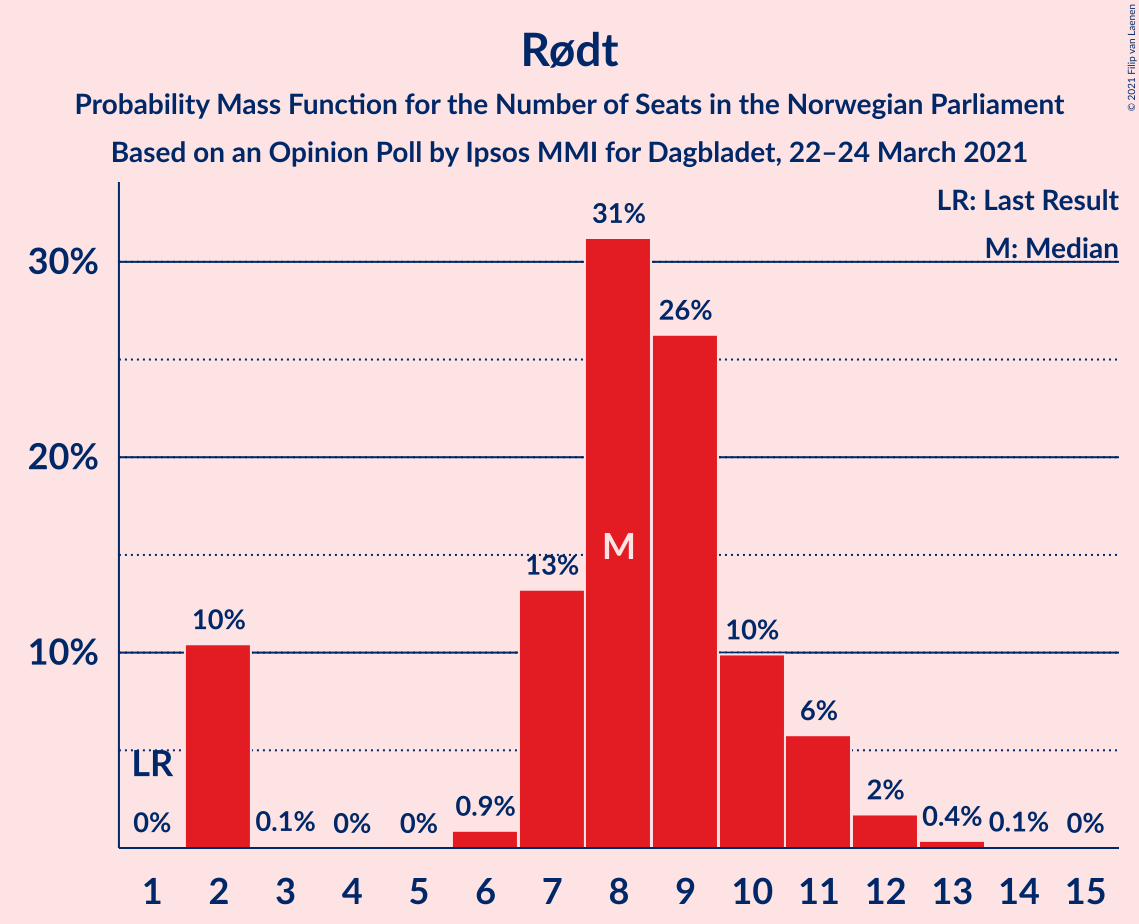 Rødt
Probability Mass Function for the Number of Seats in the Norwegian Parliament
Based on an Opinion Poll by Ipsos MMI for Dagbladet, 22–24 March 2021
© 2021 Filip van Laenen
LR: Last Result
M: Median
30%
20%
10%
LR
0%
10%
0.1%
0%
0%
0.9%
13%
31%
M
26%
10%
6%
2%
0.4%
0.1%
0%
1 2 3 4 5 6 7 8 9 10 11 12 13 14 15